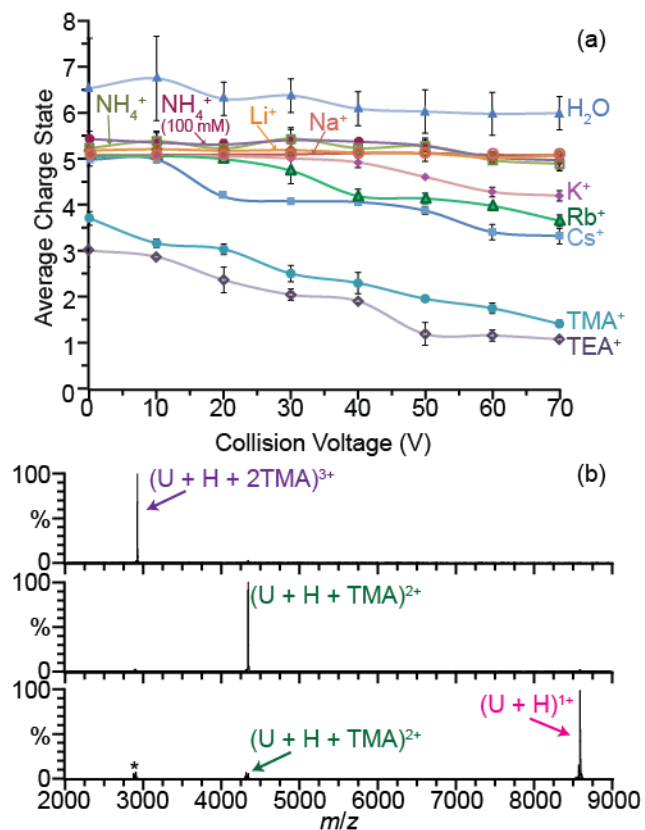 (a)
8
7
6
5
4
3
2
1
0
Average Charge State
NH₄⁺
NH₄⁺
(100 mM)
Li⁺
Na⁺
H₂O
K⁺
Rb⁺
Cs⁺
TMA⁺
TEA⁺
0 10 20 30 40 50 60 70
Collision Voltage (V)
(b)
100
%
0
(U + H + 2TMA)³⁺
100
%
0
(U + H + TMA)²⁺
100
%
0
*
(U + H + TMA)²⁺
(U + H)¹⁺
2000 3000 4000 5000 6000 7000 8000 9000
m/z